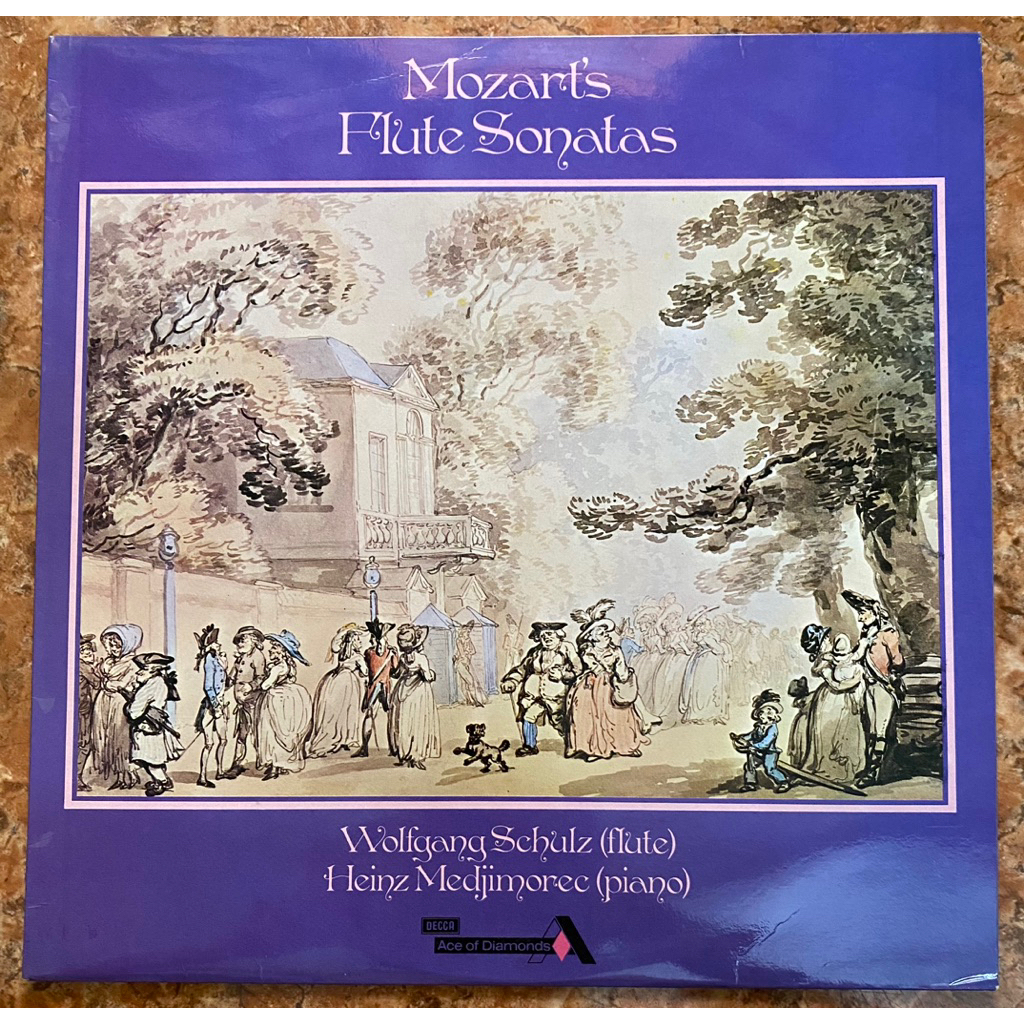 Mozart's
Flute Sonatas
Wolfgang Schulz (flute)
Heinz Medjimorec (piano)
DECCA
Ace of Diamonds